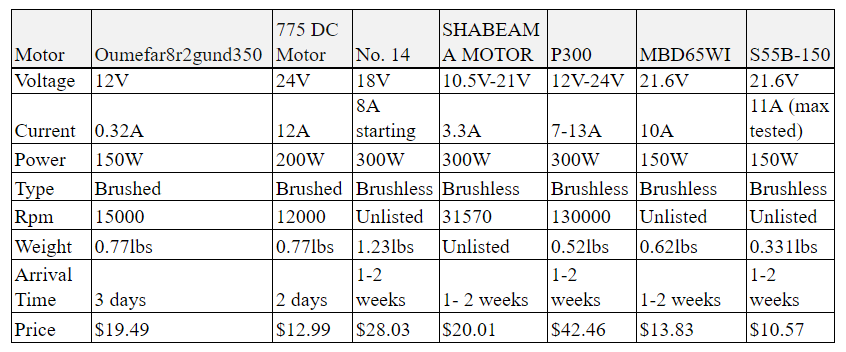 Motor Oumefar8r2gund350 775 DC Motor No. 14 SHABEAM A MOTOR P300 MBD65WI S55B-150
Voltage 12V 24V 18V 10.5V-21V 12V-24V 21.6V 21.6V
Current 0.32A 12A 8A starting 3.3A 7-13A 10A 11A (max tested)
Power 150W 200W 300W 300W 300W 150W 150W
Type Brushed Brushed Brushless Brushless Brushless Brushless Brushless
Rpm 15000 12000 Unlisted 31570 130000 Unlisted Unlisted
Weight 0.77lbs 0.77lbs 1.23lbs Unlisted 0.52lbs 0.62lbs 0.331lbs
Arrival Time 3 days 2 days 1-2 weeks 1- 2 weeks 1-2 weeks 1-2 weeks 1-2 weeks
Price $19.49 $12.99 $28.03 $20.01 $42.46 $13.83 $10.57